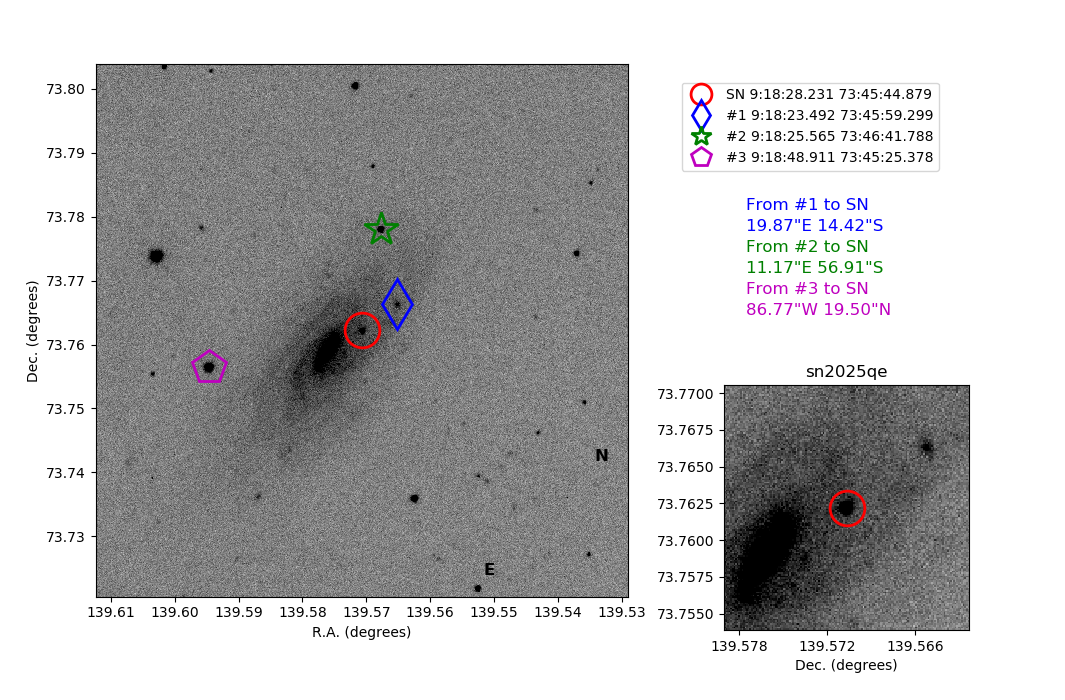 73.80
73.79
73.78
73.77
73.76
73.75
73.74
73.73
Dec. (degrees)
139.61 139.60 139.59 139.58 139.57 139.56 139.55 139.54 139.53
R.A. (degrees)
N
E
SN 9:18:28.231 73:45:44.879
#1 9:18:23.492 73:45:59.299
#2 9:18:25.565 73:46:41.788
#3 9:18:48.911 73:45:25.378
From #1 to SN
19.87"E 14.42"S
From #2 to SN
11.17"E 56.91"S
From #3 to SN
86.77"W 19.50"N
sn2025qe
73.7700
73.7675
73.7650
73.7625
73.7600
73.7575
73.7550
139.578 139.572 139.566
Dec. (degrees)